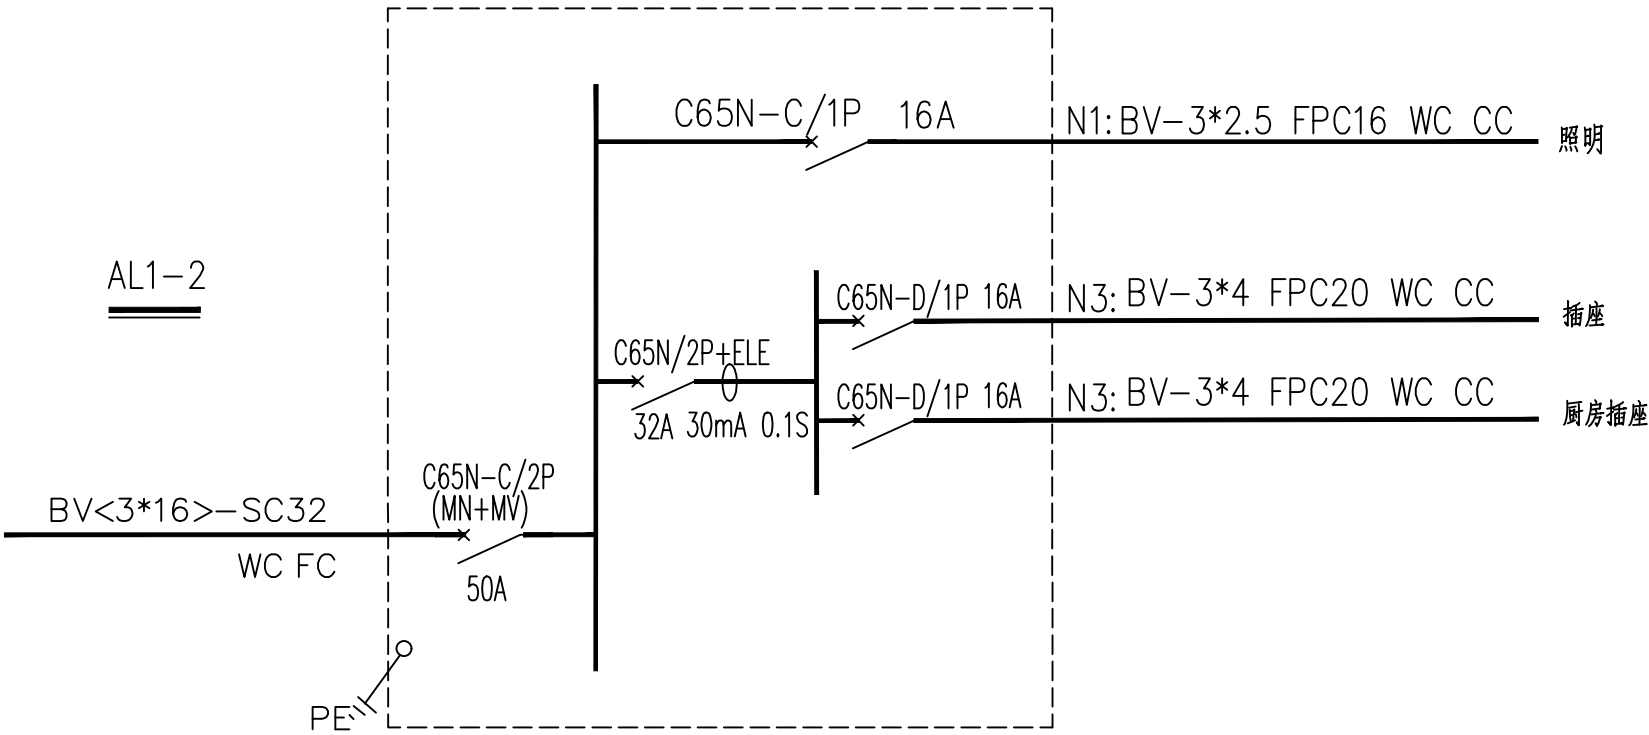 C65N-C/1P 16A N1: BV-3*2.5 FPC16 WC CC 照明
AL1-2
C65N-D/1P 16A N3: BV-3*4 FPC20 WC CC 插座
C65N/2P+ELE
32A 30mA 0.1S
C65N-D/1P 16A N3: BV-3*4 FPC20 WC CC 厨房插座
BV<3*16>-SC32
WC FC
C65N-C/2P
(MN+MV)
50A
PE